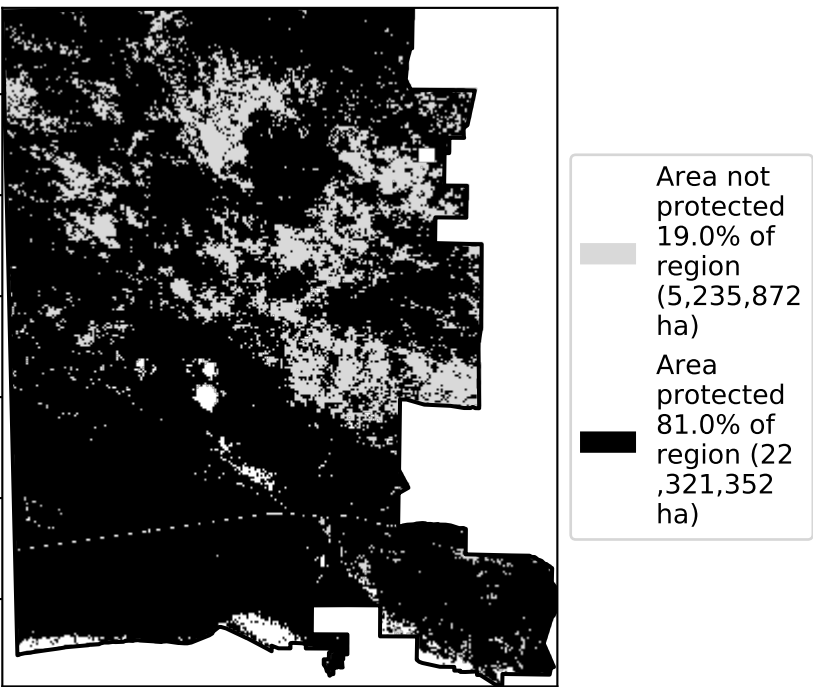 Area not
protected
19.0% of
region
(5,235,872
ha)
Area
protected
81.0% of
region (22
,321,352
ha)